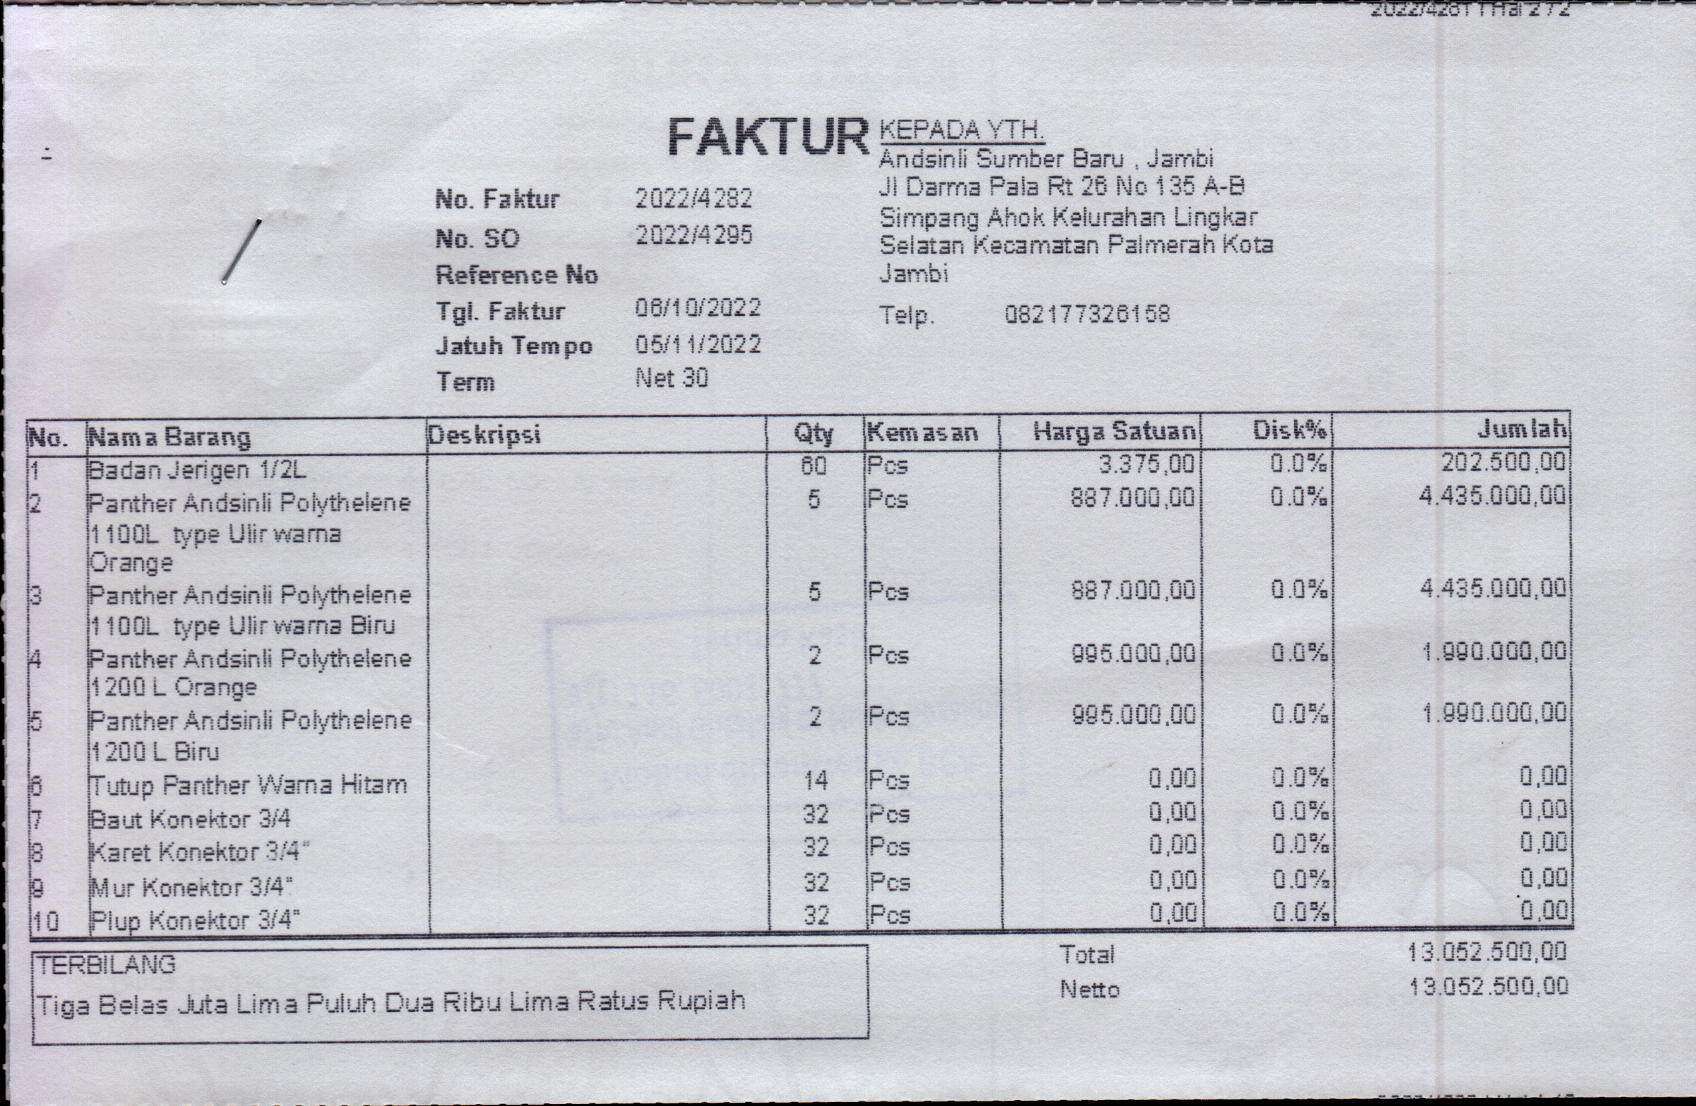 2022/4281 I Hal 2 / 2
FAKTUR
No. Faktur 2022/4282
No. SO 2022/4295
Reference No
Tgl. Faktur 06/10/2022
Jatuh Tempo 05/11/2022
Term Net 30
KEPADA YTH.
Andsinli Sumber Baru , Jambi
Jl Darma Pala Rt 26 No 135 A-B
Simpang Ahok Kelurahan Lingkar
Selatan Kecamatan Palmerah Kota
Jambi
Telp. 082177326158
No. Nama Barang Deskripsi Qty Kemasan Harga Satuan Disk% Jumlah
1 Badan Jerigen 1/2L 60 Pcs 3.375,00 0.0% 202.500,00
2 Panther Andsinli Polythelene 5 Pcs 887.000,00 0.0% 4.435.000,00
1100L type Ulir warna
Orange
3 Panther Andsinli Polythelene 5 Pcs 887.000,00 0.0% 4.435.000,00
1100L type Ulir warna Biru
4 Panther Andsinli Polythelene 2 Pcs 995.000,00 0.0% 1.990.000,00
1200 L Orange
5 Panther Andsinli Polythelene 2 Pcs 995.000,00 0.0% 1.990.000,00
1200 L Biru
6 Tutup Panther Warna Hitam 14 Pcs 0,00 0.0% 0,00
7 Baut Konektor 3/4 32 Pcs 0,00 0.0% 0,00
8 Karet Konektor 3/4" 32 Pcs 0,00 0.0% 0,00
9 Mur Konektor 3/4" 32 Pcs 0,00 0.0% 0,00
10 Plup Konektor 3/4" 32 Pcs 0,00 0.0% 0,00
Total 13.052.500,00
Netto 13.052.500,00
TERBILANG
Tiga Belas Juta Lima Puluh Dua Ribu Lima Ratus Rupiah